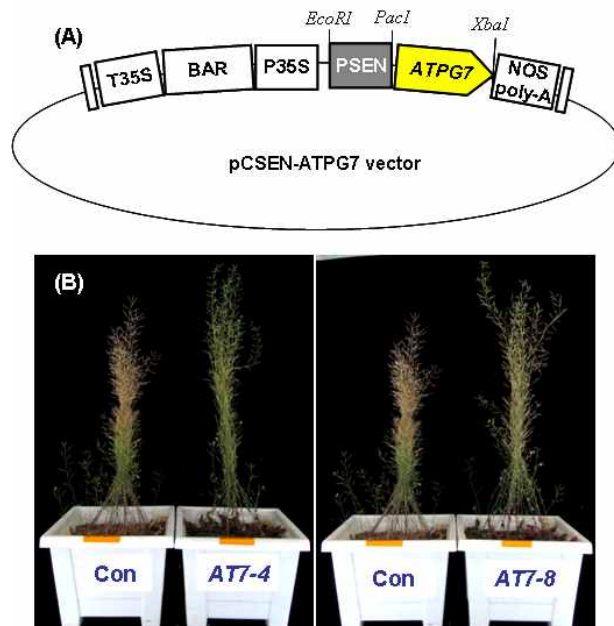 (A)
EcoRI
PacI
XbaI
T35S
BAR
P35S
PSEN
ATPG7
NOS
poly-A
pCSEN-ATPG7 vector
(B)
Con
AT7-4
Con
AT7-8